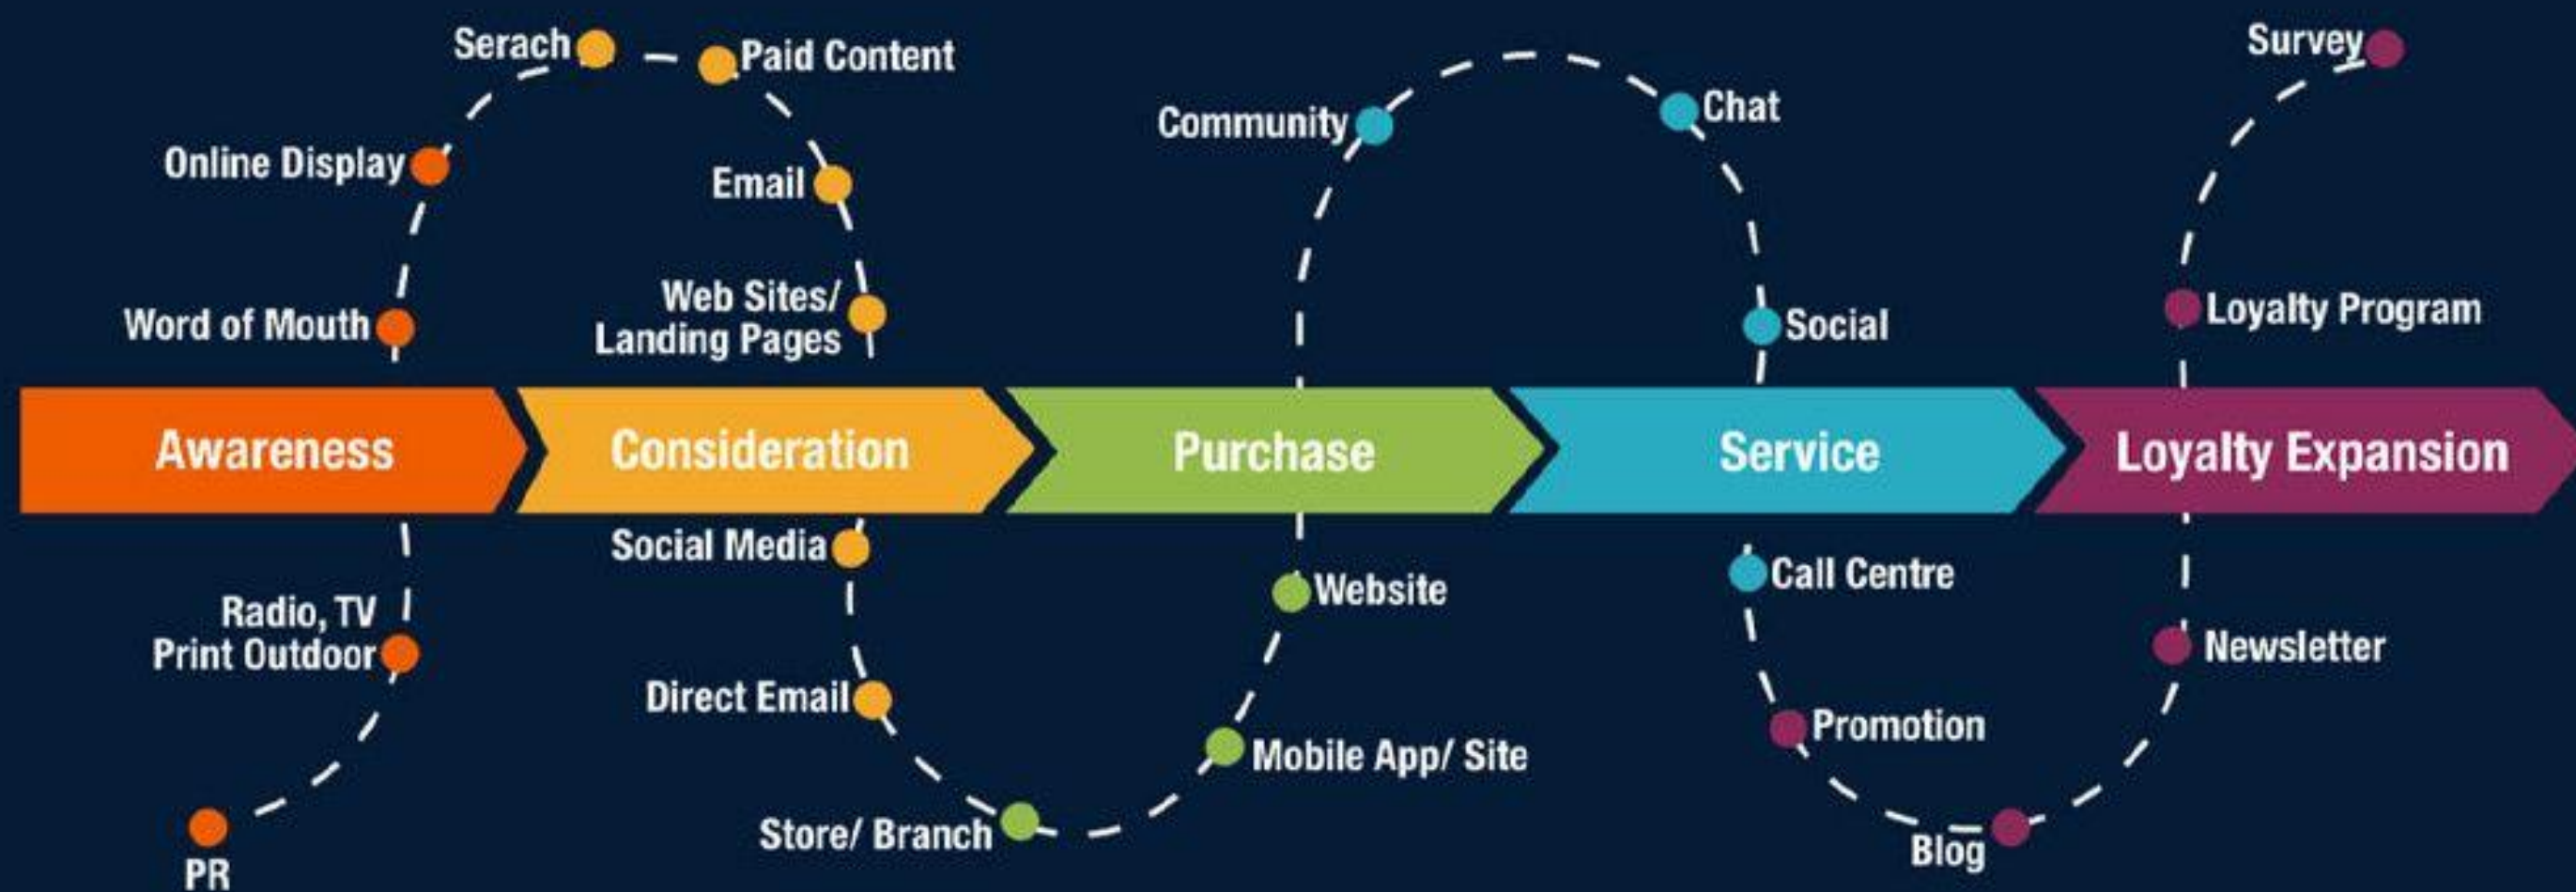 Serach
Paid Content
Survey
Community
Chat
Online Display
Email
Web Sites/
Landing Pages
Word of Mouth
Social
Loyalty Program
Awareness
Consideration
Purchase
Service
Loyalty Expansion
Social Media
Call Centre
Website
Radio, TV
Print Outdoor
Newsletter
Direct Email
Promotion
Mobile App/ Site
Store/ Branch
Blog
PR